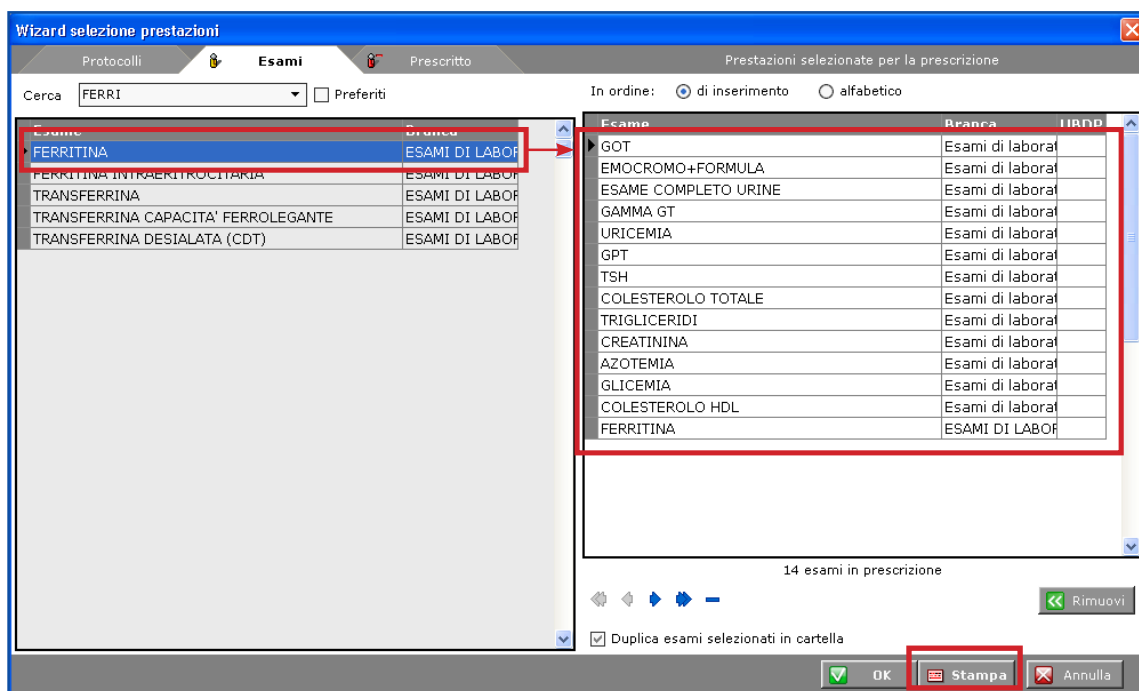 Wizard selezione prestazioni
Protocolli Esami Prescritto Prestazioni selezionate per la prescrizione
Cerca FERRI Preferiti
In ordine: di inserimento alfabetico
Esame Branca
FERRITINA ESAMI DI LABOR
FERRITINA INTRAERITROCITARIA ESAMI DI LABOR
TRANSFERRINA ESAMI DI LABOR
TRANSFERRINA CAPACITA' FERROLEGANTE ESAMI DI LABOR
TRANSFERRINA DESIALATA (CDT) ESAMI DI LABOR
Esame Branca UBDP
GOT Esami di laborat
EMOCROMO+FORMULA Esami di laborat
ESAME COMPLETO URINE Esami di laborat
GAMMA GT Esami di laborat
URICEMIA Esami di laborat
GPT Esami di laborat
TSH Esami di laborat
COLESTEROLO TOTALE Esami di laborat
TRIGLICERIDI Esami di laborat
CREATININA Esami di laborat
AZOTEMIA Esami di laborat
GLICEMIA Esami di laborat
COLESTEROLO HDL Esami di laborat
FERRITINA ESAMI DI LABOR
14 esami in prescrizione
Rimuovi
Duplica esami selezionati in cartella
OK Stampa Annulla